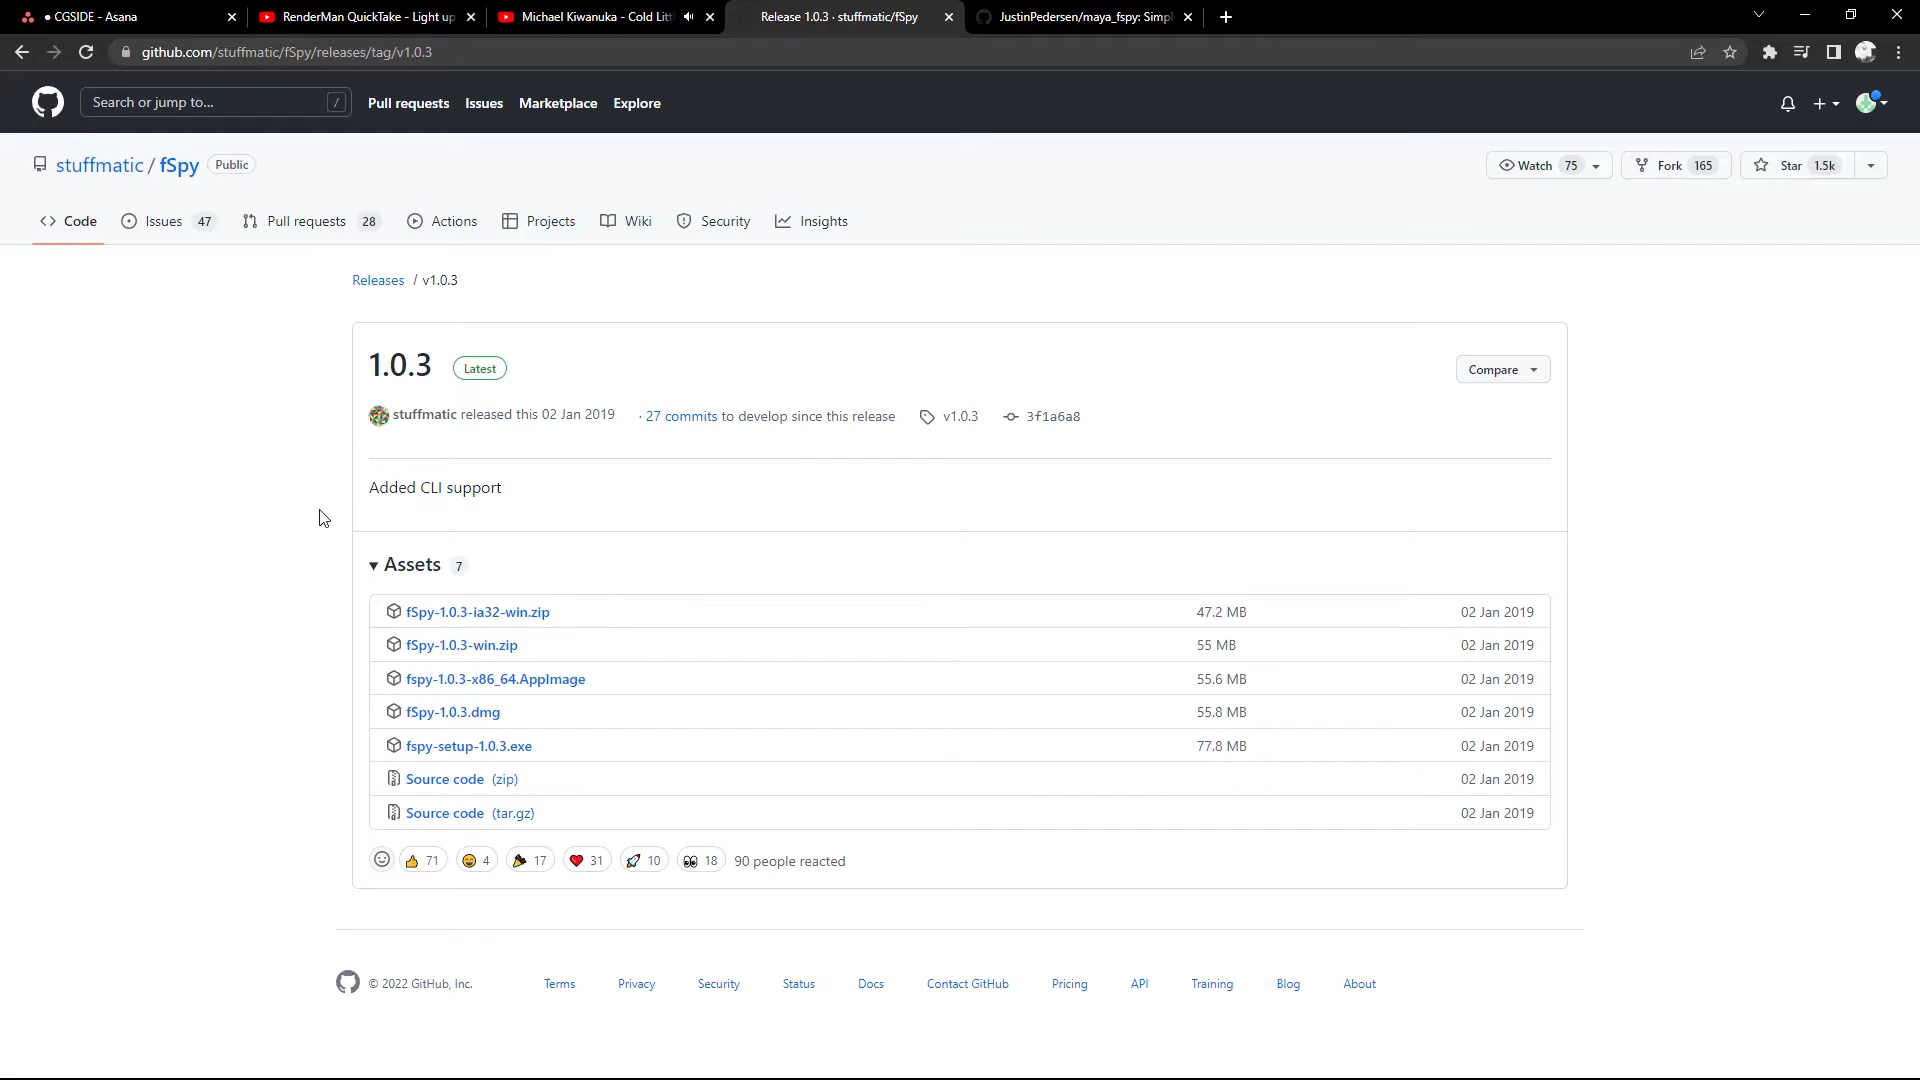 CGSIDE - Asana
RenderMan QuickTake - Light up
Michael Kiwanuka - Cold Litt
Release 1.0.3 · stuffmatic/fSpy
JustinPedersen/maya_fspy: Simpl
github.com/stuffmatic/fSpy/releases/tag/v1.0.3
Search or jump to... /
Pull requests Issues Marketplace Explore
stuffmatic / fSpy Public
Watch 75
Fork 165
Star 1.5k
Code
Issues 47
Pull requests 28
Actions
Projects
Wiki
Security
Insights
Releases / v1.0.3
1.0.3 Latest
Compare
stuffmatic released this 02 Jan 2019 · 27 commits to develop since this release v1.0.3 3f1a6a8
Added CLI support
Assets 7
fSpy-1.0.3-ia32-win.zip 47.2 MB 02 Jan 2019
fSpy-1.0.3-win.zip 55 MB 02 Jan 2019
fspy-1.0.3-x86_64.AppImage 55.6 MB 02 Jan 2019
fSpy-1.0.3.dmg 55.8 MB 02 Jan 2019
fspy-setup-1.0.3.exe 77.8 MB 02 Jan 2019
Source code (zip) 02 Jan 2019
Source code (tar.gz) 02 Jan 2019
71 4 17 31 10 18 90 people reacted
© 2022 GitHub, Inc. Terms Privacy Security Status Docs Contact GitHub Pricing API Training Blog About